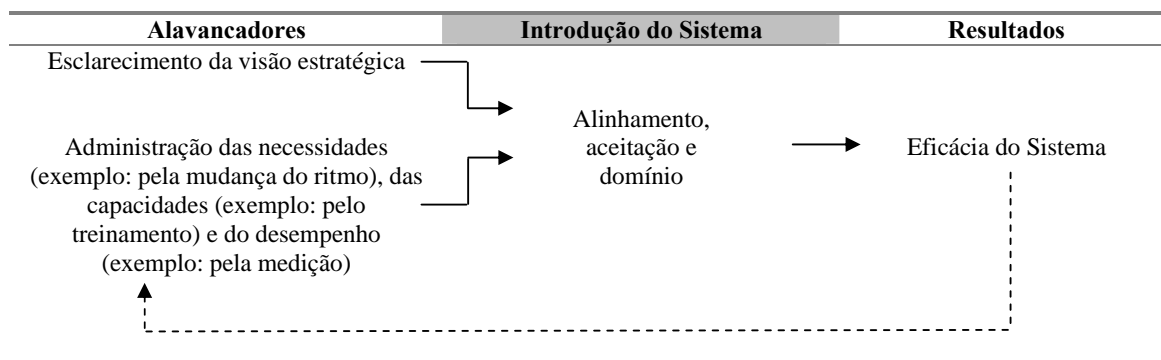 Alavancadores Introdução do Sistema Resultados
Esclarecimento da visão estratégica
Administração das necessidades
(exemplo: pela mudança do ritmo), das
capacidades (exemplo: pelo
treinamento) e do desempenho
(exemplo: pela medição)
Alinhamento,
aceitação e
domínio
Eficácia do Sistema